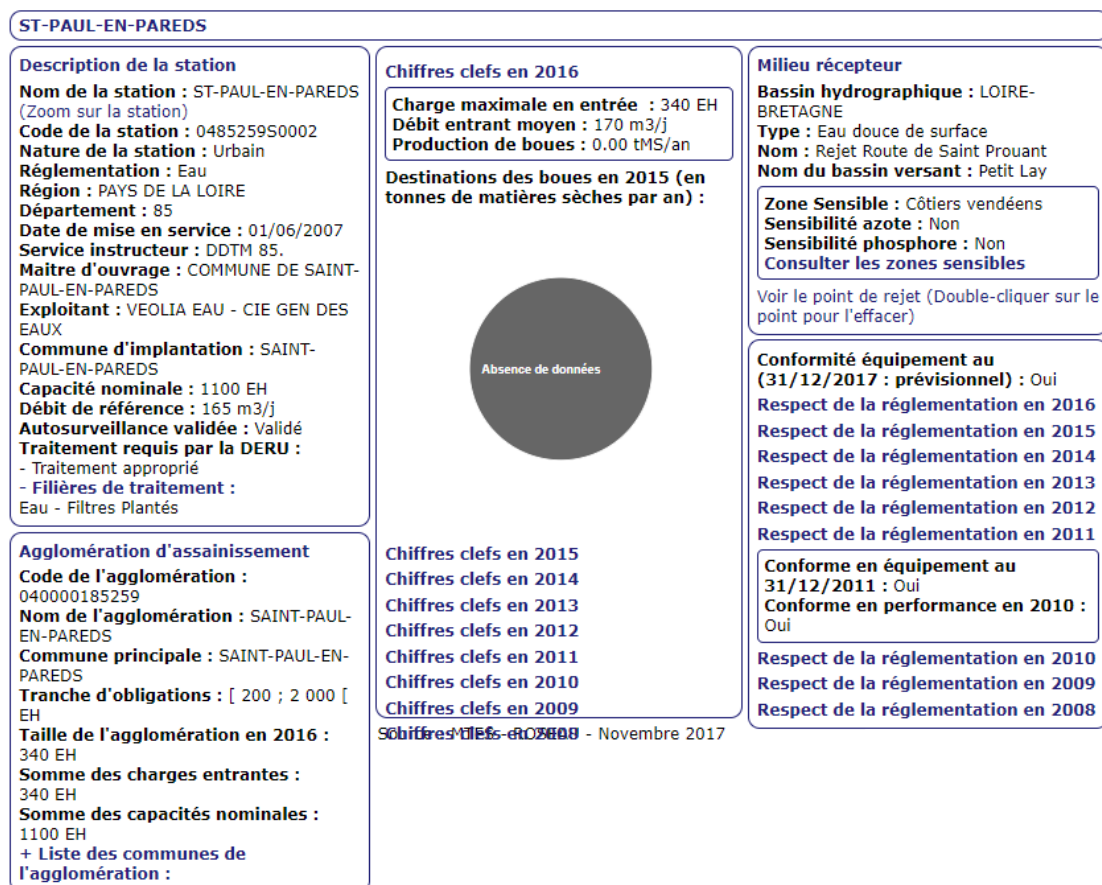 ST-PAUL-EN-PAREDS
Description de la station
Nom de la station : ST-PAUL-EN-PAREDS
(Zoom sur la station)
Code de la station : 0485259S0002
Nature de la station : Urbain
Réglementation : Eau
Région : PAYS DE LA LOIRE
Département : 85
Date de mise en service : 01/06/2007
Service instructeur : DDTM 85.
Maitre d'ouvrage : COMMUNE DE SAINT-
PAUL-EN-PAREDS
Exploitant : VEOLIA EAU - CIE GEN DES
EAUX
Commune d'implantation : SAINT-
PAUL-EN-PAREDS
Capacité nominale : 1100 EH
Débit de référence : 165 m3/j
Autosurveillance validée : Validé
Traitement requis par la DERU :
- Traitement approprié
- Filières de traitement :
Eau - Filtres Plantés
Agglomération d'assainissement
Code de l'agglomération :
040000185259
Nom de l'agglomération : SAINT-PAUL-
EN-PAREDS
Commune principale : SAINT-PAUL-EN-
PAREDS
Tranche d'obligations : [ 200 ; 2 000 [
EH
Taille de l'agglomération en 2016 :
340 EH
Somme des charges entrantes :
340 EH
Somme des capacités nominales :
1100 EH
+ Liste des communes de
l'agglomération :
Chiffres clefs en 2016
Charge maximale en entrée : 340 EH
Débit entrant moyen : 170 m3/j
Production de boues : 0.00 tMS/an
Destinations des boues en 2015 (en
tonnes de matières sèches par an) :
Absence de données
Chiffres clefs en 2015
Chiffres clefs en 2014
Chiffres clefs en 2013
Chiffres clefs en 2012
Chiffres clefs en 2011
Chiffres clefs en 2010
Chiffres clefs en 2009
Chiffres clefs en 2008
Source : MTES - ROSEAU - Novembre 2017
Milieu récepteur
Bassin hydrographique : LOIRE-
BRETAGNE
Type : Eau douce de surface
Nom : Rejet Route de Saint Prouant
Nom du bassin versant : Petit Lay
Zone Sensible : Côtiers vendéens
Sensibilité azote : Non
Sensibilité phosphore : Non
Consulter les zones sensibles
Voir le point de rejet (Double-cliquer sur le
point pour l'effacer)
Conformité équipement au
(31/12/2017 : prévisionnel) : Oui
Respect de la réglementation en 2016
Respect de la réglementation en 2015
Respect de la réglementation en 2014
Respect de la réglementation en 2013
Respect de la réglementation en 2012
Respect de la réglementation en 2011
Conforme en équipement au
31/12/2011 : Oui
Conforme en performance en 2010 :
Oui
Respect de la réglementation en 2010
Respect de la réglementation en 2009
Respect de la réglementation en 2008